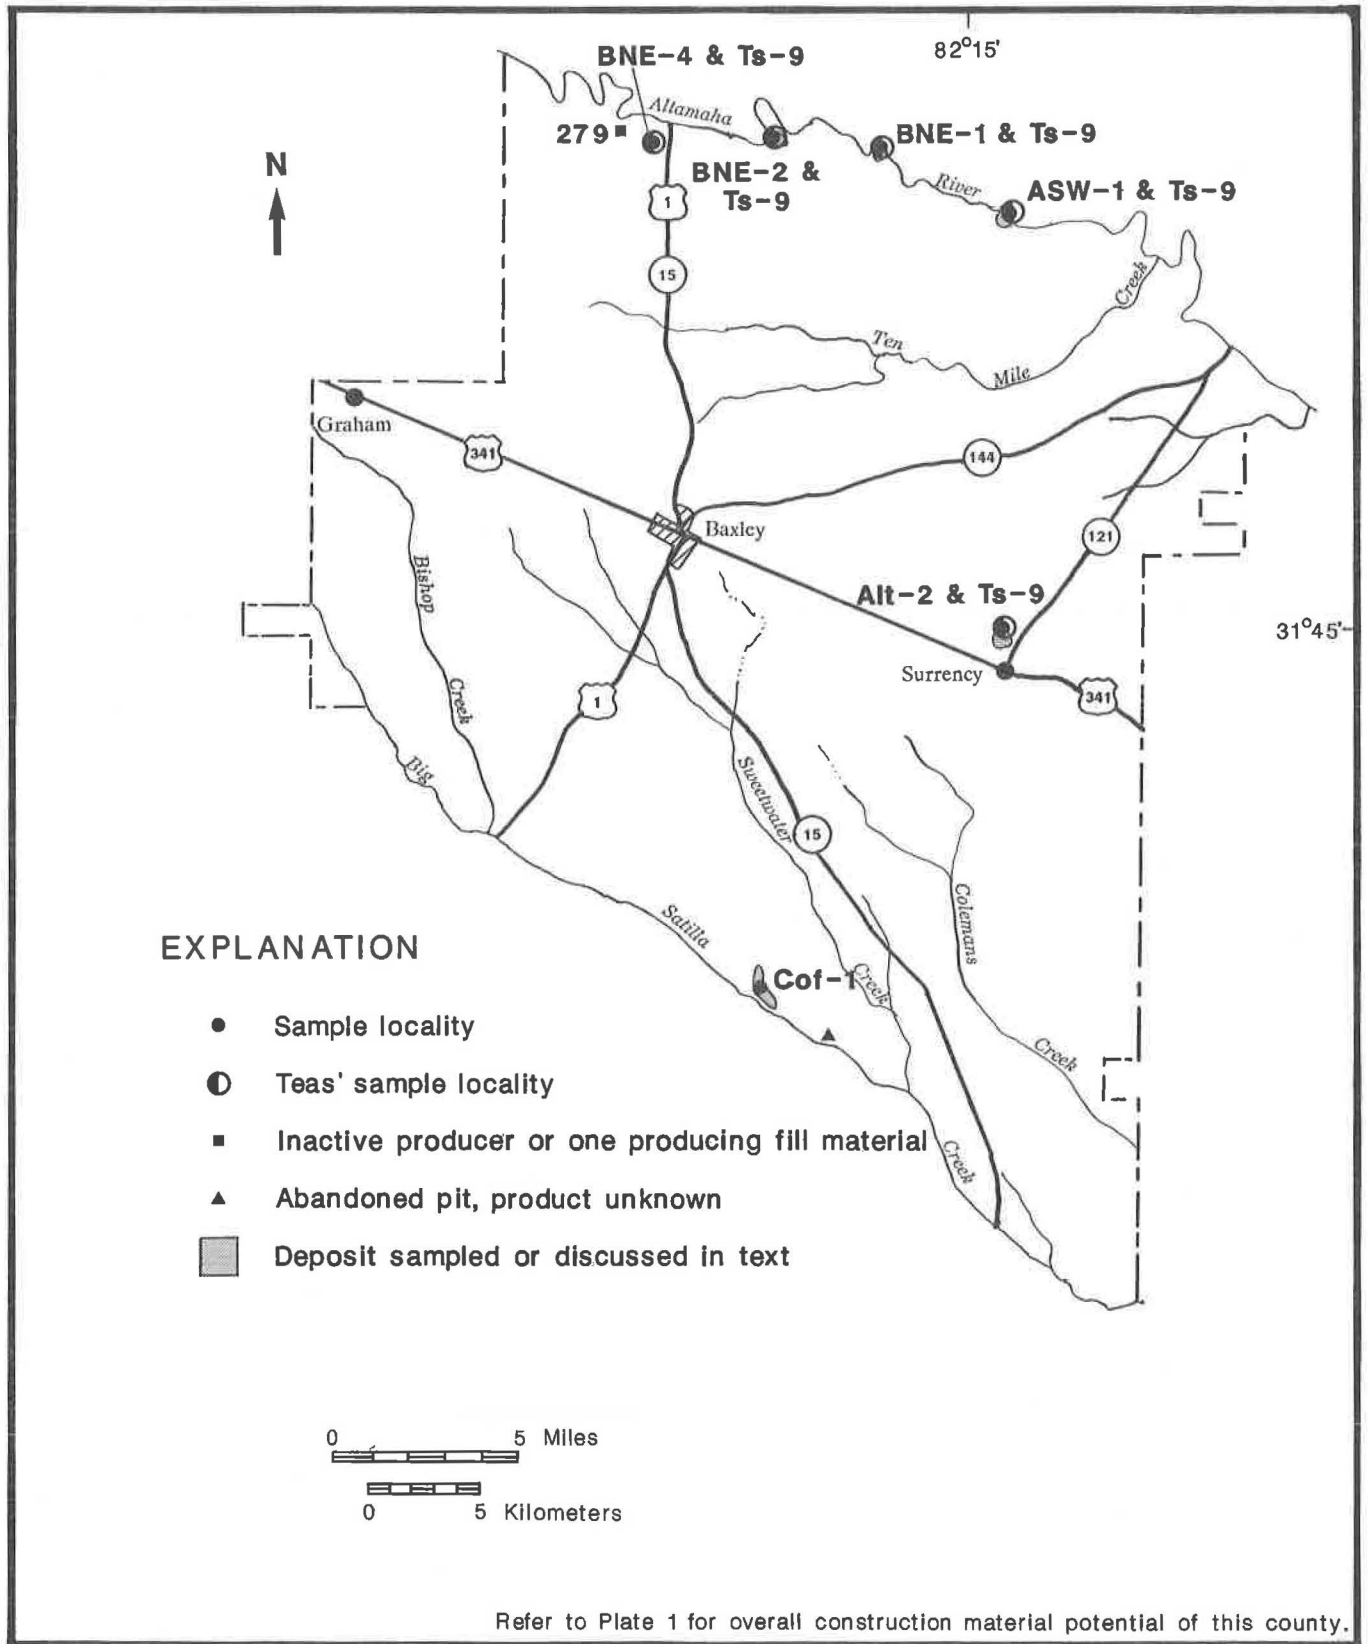 82°15'
BNE-4 & Ts-9
Altamaha
279
BNE-1 & Ts-9
N
BNE-2 &
Ts-9
River
ASW-1 & Ts-9
1
15
Creek
Ten
Mile
Graham
341
144
Baxley
121
Bishop
Alt-2 & Ts-9
31°45'
Surrency
341
Creek
1
Big
Sweetwater
15
Satilla
Colemans
EXPLANATION
Cof-1
Creek
Sample locality
Creek
Teas' sample locality
Inactive producer or one producing fill material
Creek
Abandoned pit, product unknown
Deposit sampled or discussed in text
0 5 Miles
0 5 Kilometers
Refer to Plate 1 for overall construction material potential of this county.